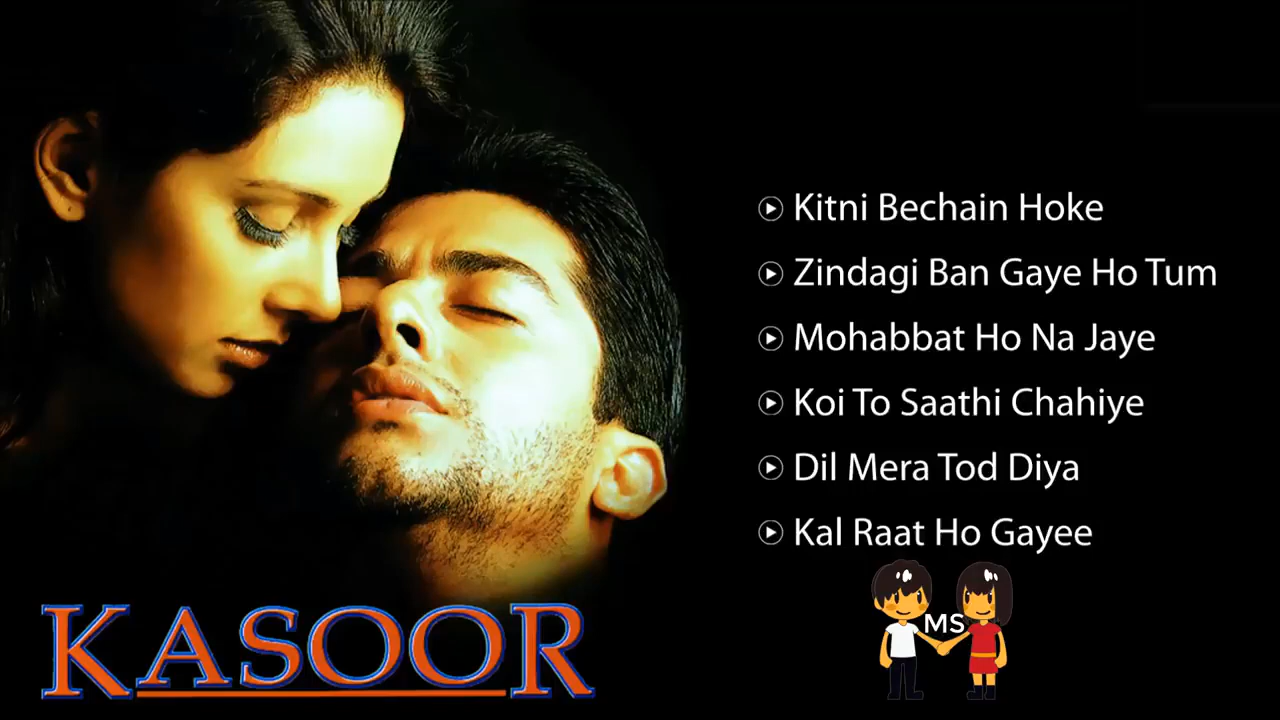 Kitni Bechain Hoke
Zindagi Ban Gaye Ho Tum
Mohabbat Ho Na Jaye
Koi To Saathi Chahiye
Dil Mera Tod Diya
Kal Raat Ho Gayee
MS
KASOOR